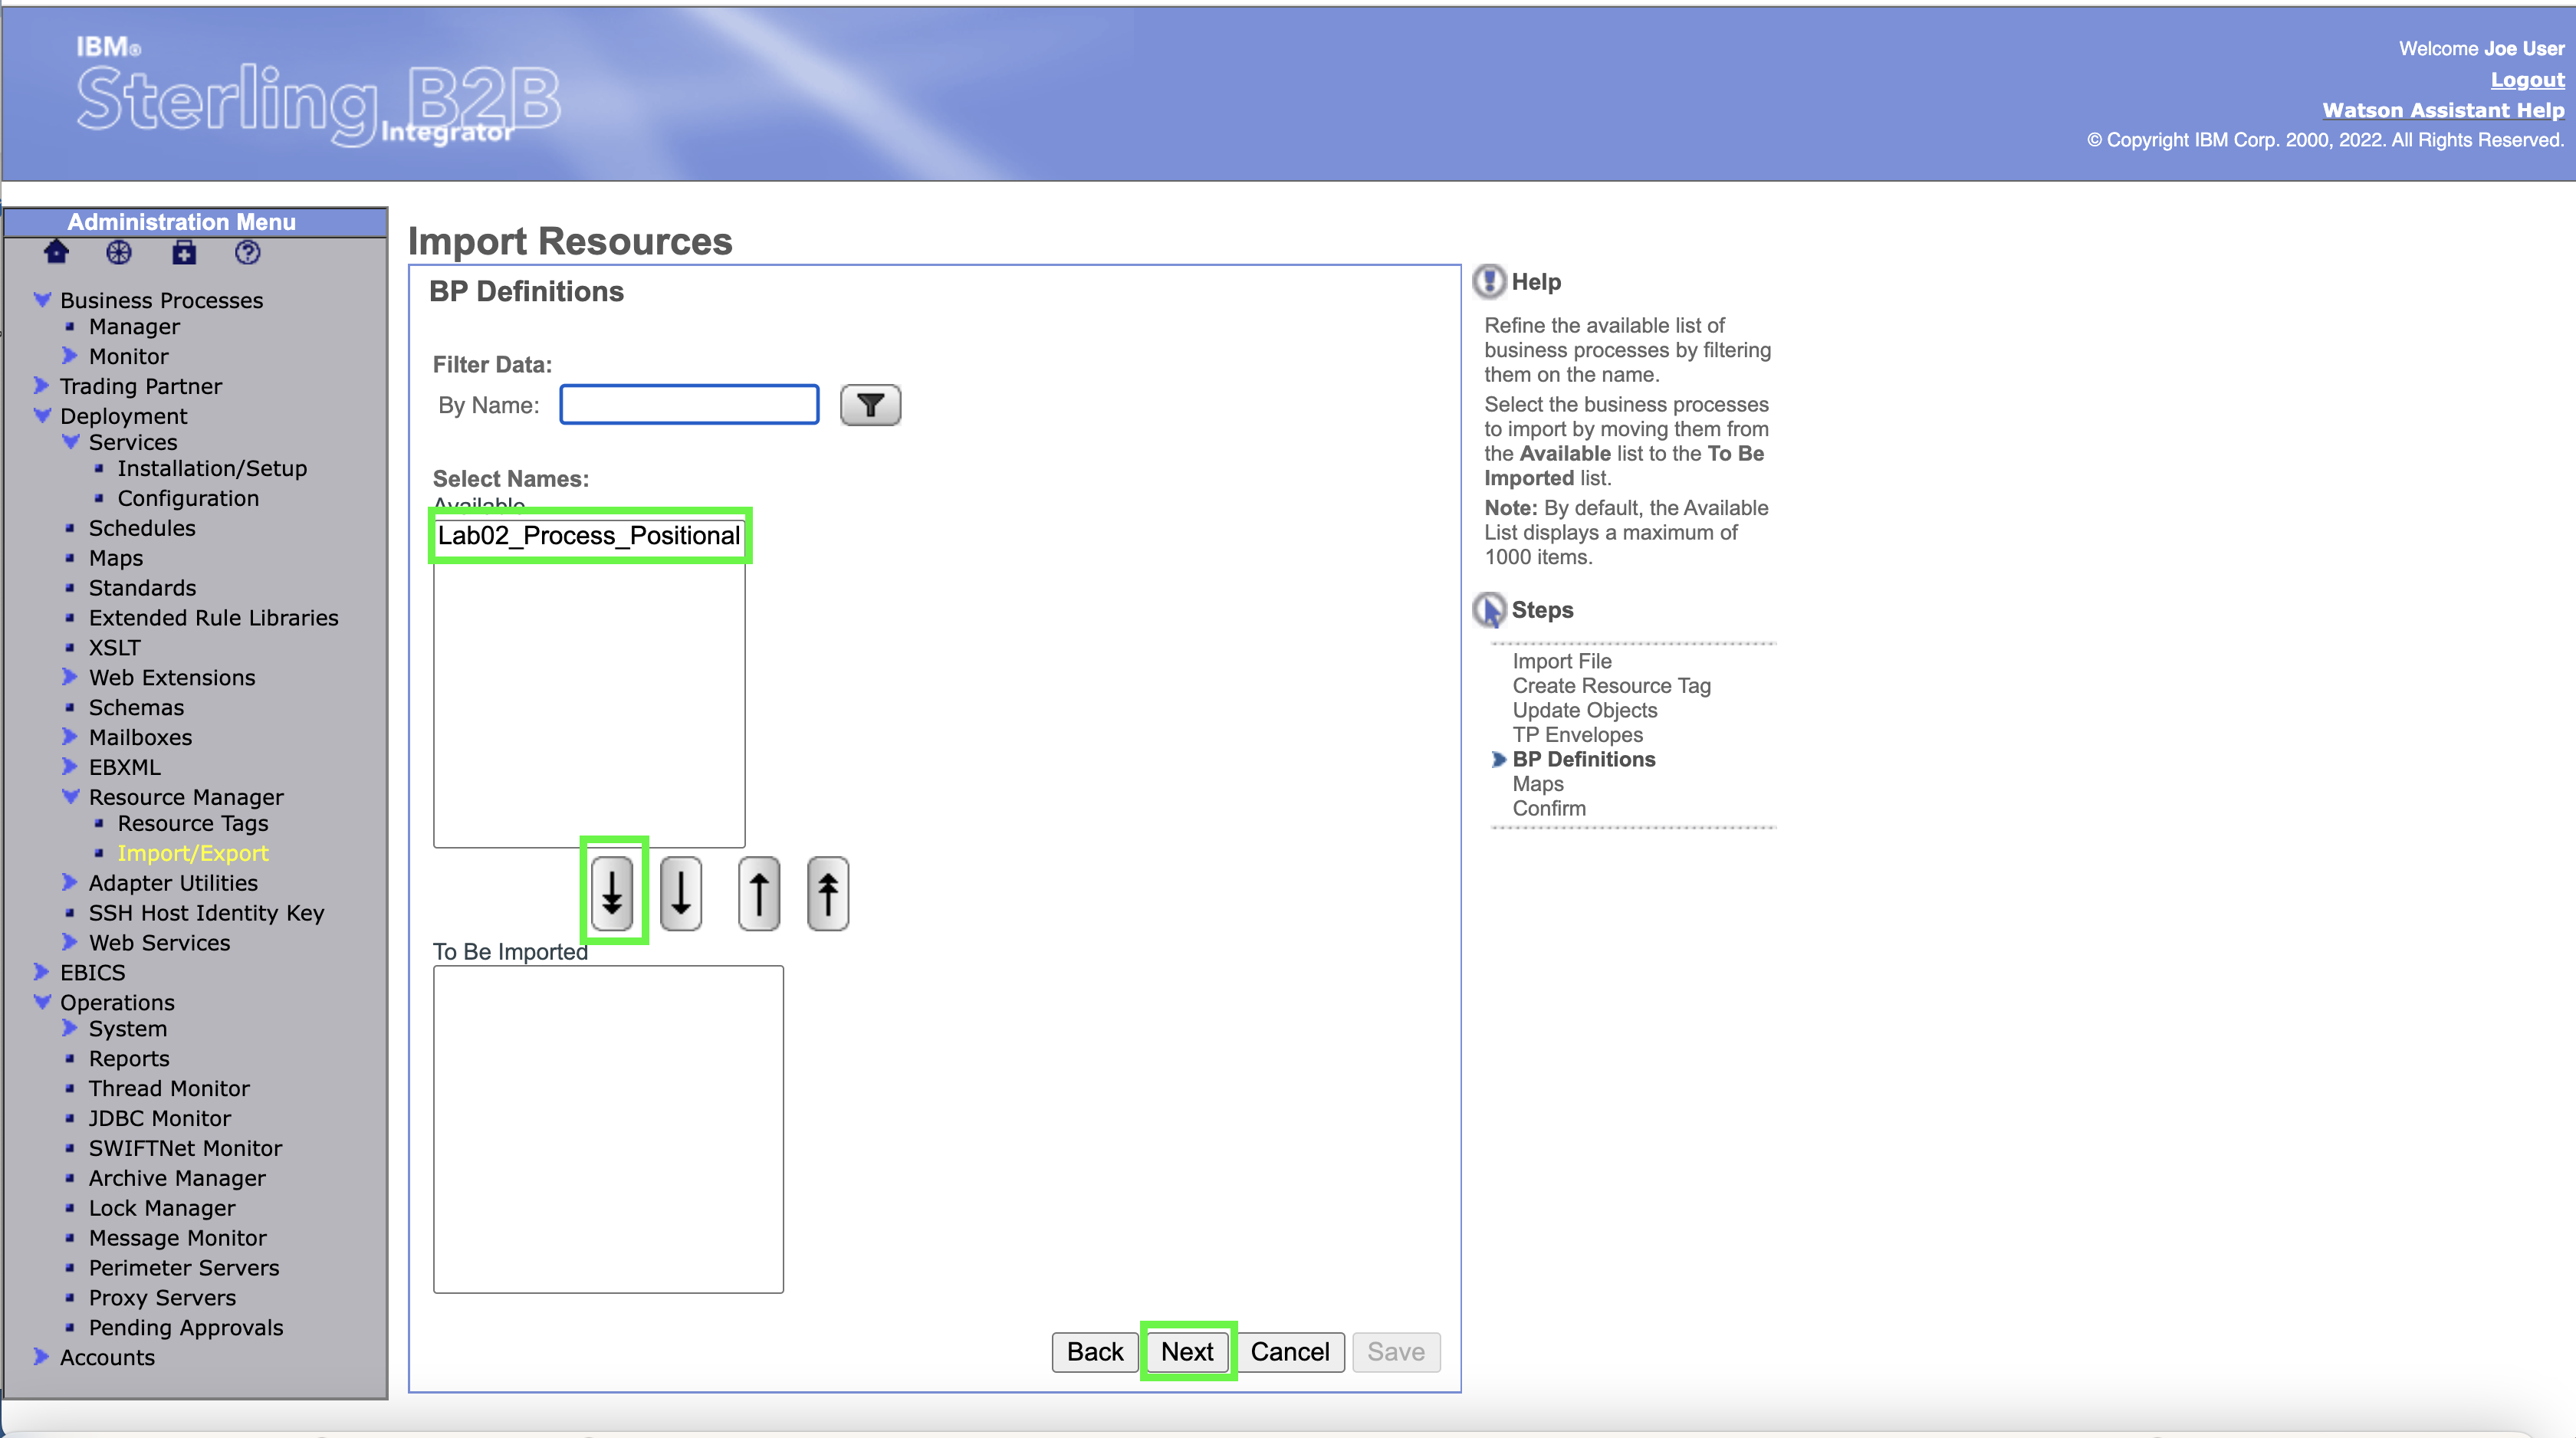 IBM®
Sterling B2B
Integrator
Welcome Joe User
Logout
Watson Assistant Help
© Copyright IBM Corp. 2000, 2022. All Rights Reserved.
Administration Menu
Business Processes
Manager
Monitor
Trading Partner
Deployment
Services
Installation/Setup
Configuration
Schedules
Maps
Standards
Extended Rule Libraries
XSLT
Web Extensions
Schemas
Mailboxes
EBXML
Resource Manager
Resource Tags
Import/Export
Adapter Utilities
SSH Host Identity Key
Web Services
EBICS
Operations
System
Reports
Thread Monitor
JDBC Monitor
SWIFTNet Monitor
Archive Manager
Lock Manager
Message Monitor
Perimeter Servers
Proxy Servers
Pending Approvals
Accounts
Import Resources
BP Definitions
Filter Data:
By Name:
Select Names:
Available
Lab02_Process_Positional
To Be Imported
Back Next Cancel Save
Help
Refine the available list of
business processes by filtering
them on the name.
Select the business processes
to import by moving them from
the Available list to the To Be
Imported list.
Note: By default, the Available
List displays a maximum of
1000 items.
Steps
Import File
Create Resource Tag
Update Objects
TP Envelopes
BP Definitions
Maps
Confirm